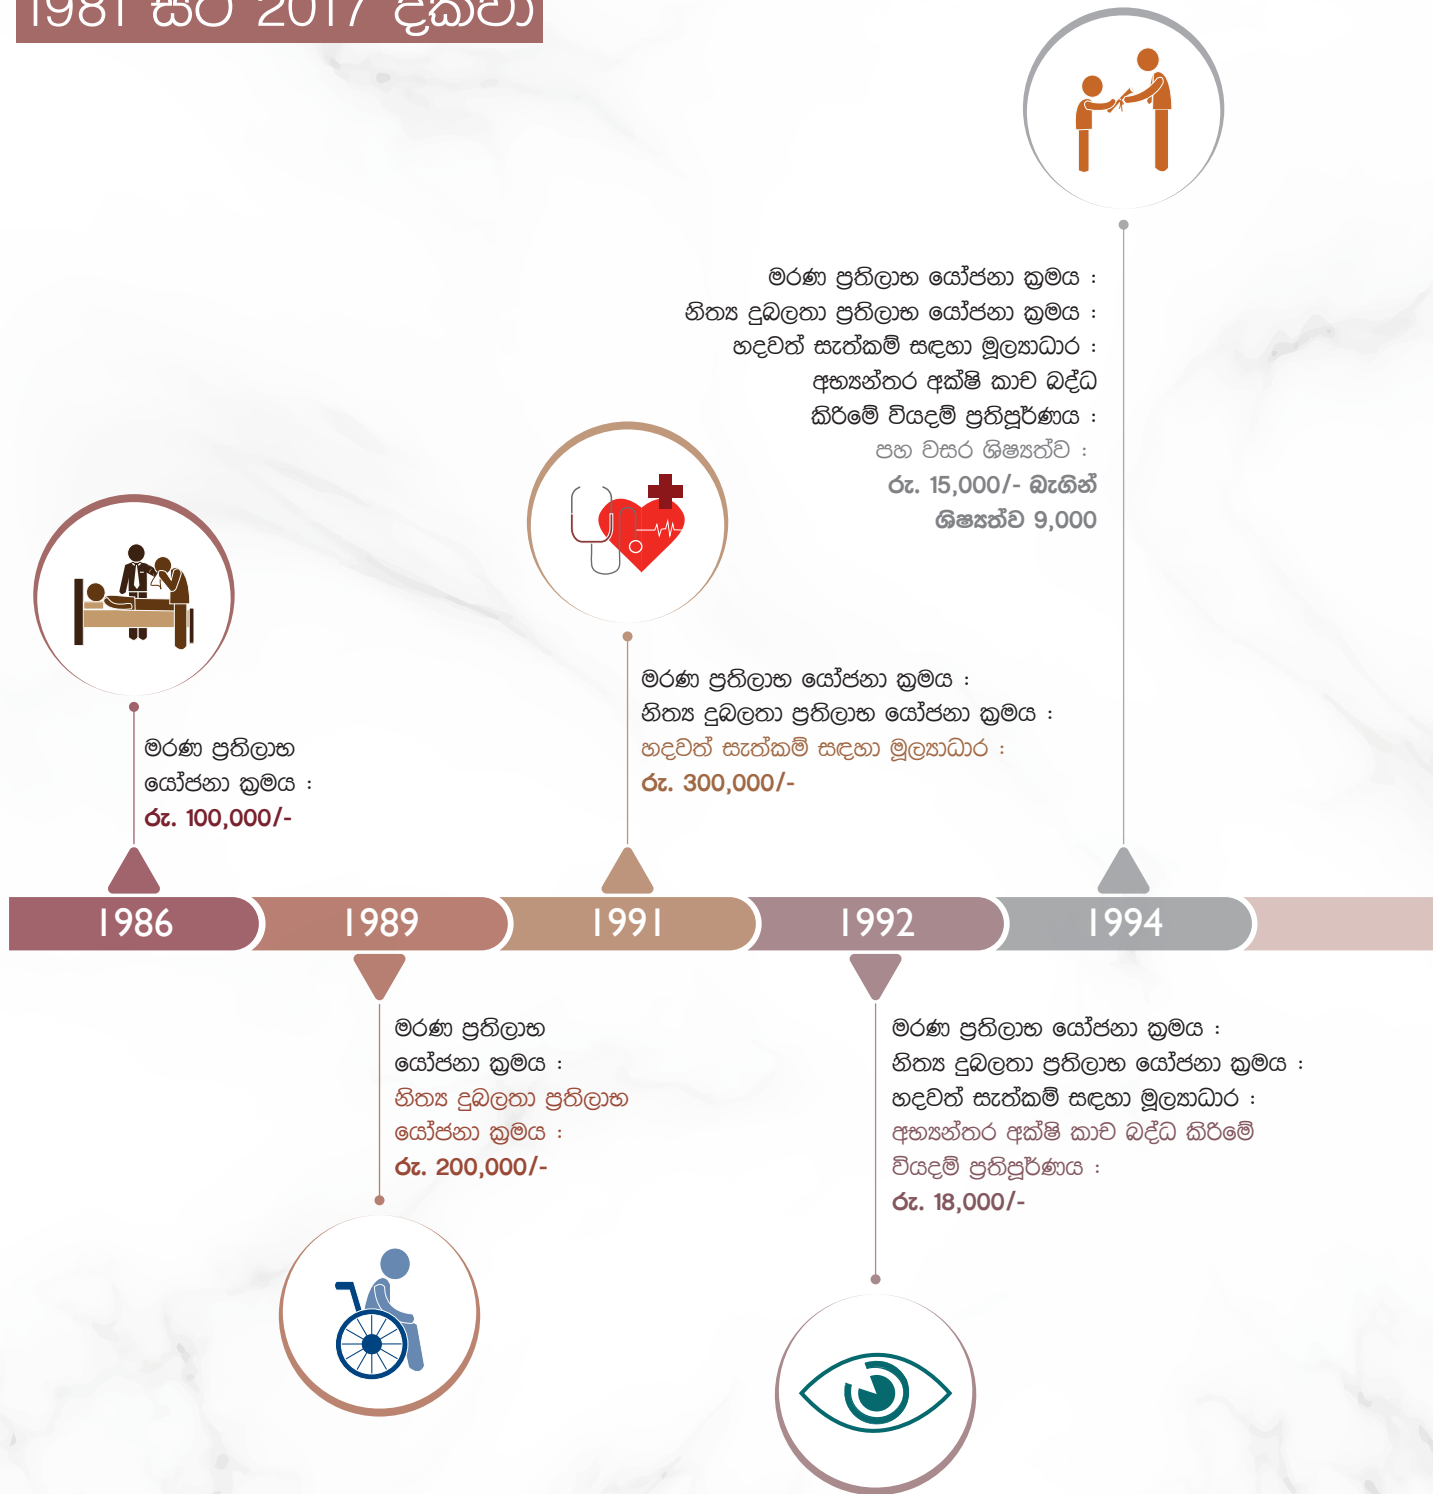 1981 සිට 2017 දක්වා
මරණ ප්‍රතිලාභ යෝජනා ක්‍රමය :
නිත්‍ය දුබලතා ප්‍රතිලාභ යෝජනා ක්‍රමය :
හදවත් සැත්කම් සඳහා මූල්‍යාධාර :
අභ්‍යන්තර අක්ෂි කාච බද්ධ
කිරිමේ වියදම් ප්‍රතිපූර්ණය :
පහ වසර ශිෂ්‍යත්ව :
රු. 15,000/- බැගින්
ශිෂ්‍යත්ව 9,000
මරණ ප්‍රතිලාභ යෝජනා ක්‍රමය :
නිත්‍ය දුබලතා ප්‍රතිලාභ යෝජනා ක්‍රමය :
හදවත් සැත්කම් සඳහා මූල්‍යාධාර :
රු. 300,000/-
මරණ ප්‍රතිලාභ
යෝජනා ක්‍රමය :
රු. 100,000/-
1986 1989 1991 1992 1994
මරණ ප්‍රතිලාභ
යෝජනා ක්‍රමය :
නිත්‍ය දුබලතා ප්‍රතිලාභ
යෝජනා ක්‍රමය :
රු. 200,000/-
මරණ ප්‍රතිලාභ යෝජනා ක්‍රමය :
නිත්‍ය දුබලතා ප්‍රතිලාභ යෝජනා ක්‍රමය :
හදවත් සැත්කම් සඳහා මූල්‍යාධාර :
අභ්‍යන්තර අක්ෂි කාච බද්ධ කිරිමේ
වියදම් ප්‍රතිපූර්ණය :
රු. 18,000/-